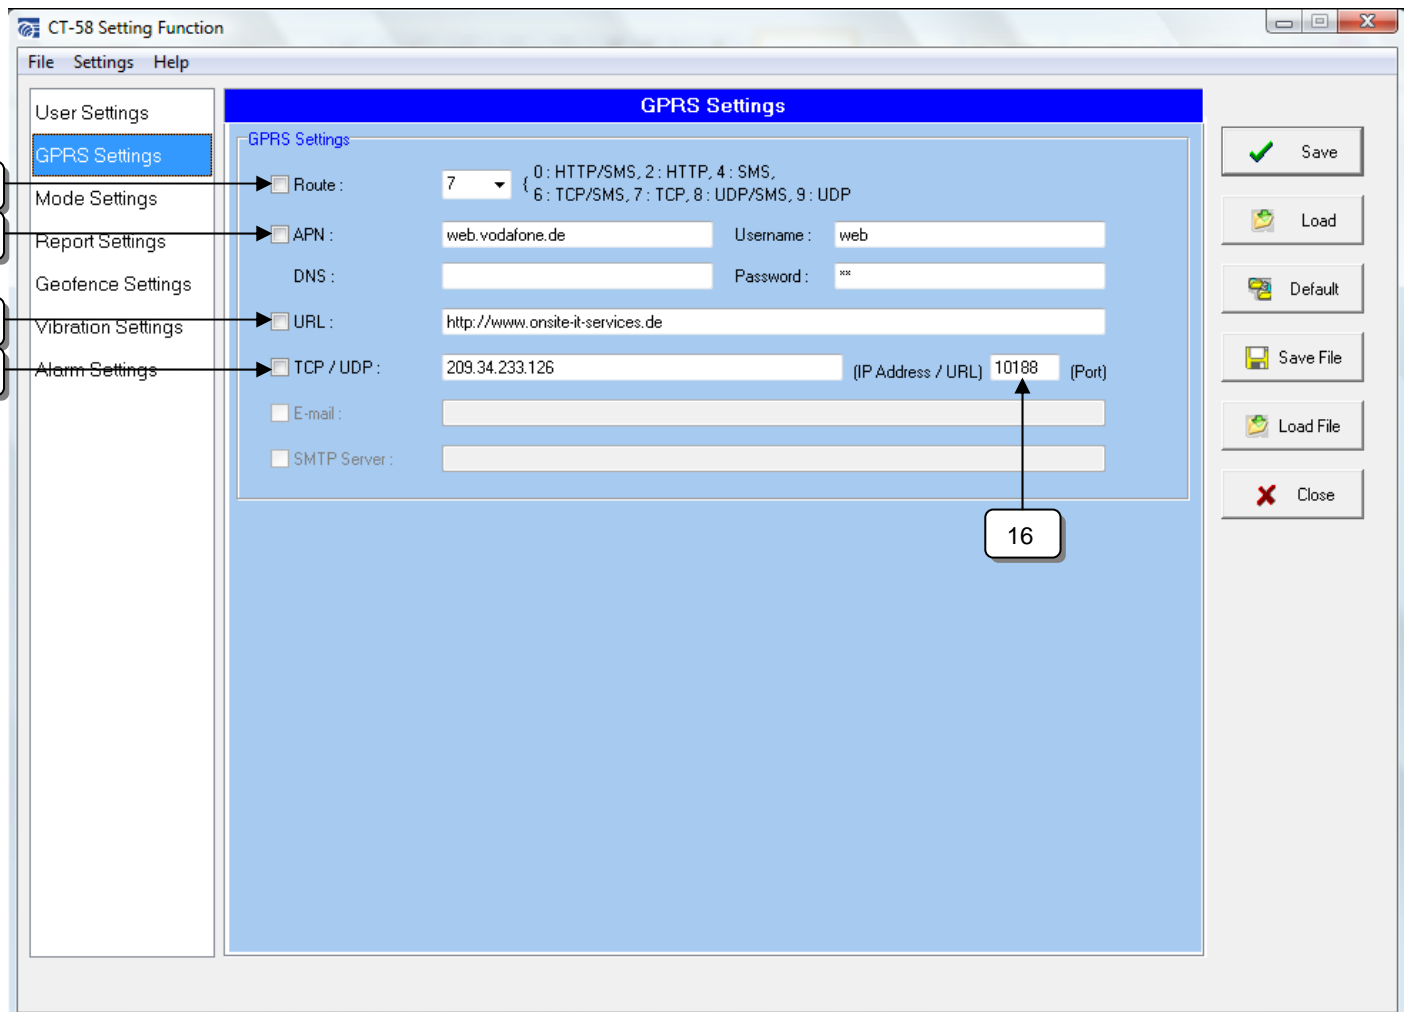 CT-58 Setting Function
File Settings Help
User Settings
GPRS Settings
Mode Settings
Report Settings
Geofence Settings
Vibration Settings
Alarm Settings
GPRS Settings
GPRS Settings
Route : 7 { 0 : HTTP/SMS, 2 : HTTP, 4 : SMS,
6 : TCP/SMS, 7 : TCP, 8 : UDP/SMS, 9 : UDP
APN : web.vodafone.de Username : web
DNS : Password : **
URL : http://www.onsite-it-services.de
TCP / UDP : 209.34.233.126 (IP Address / URL) 10188 (Port)
E-mail :
SMTP Server :
16
Save
Load
Default
Save File
Load File
Close